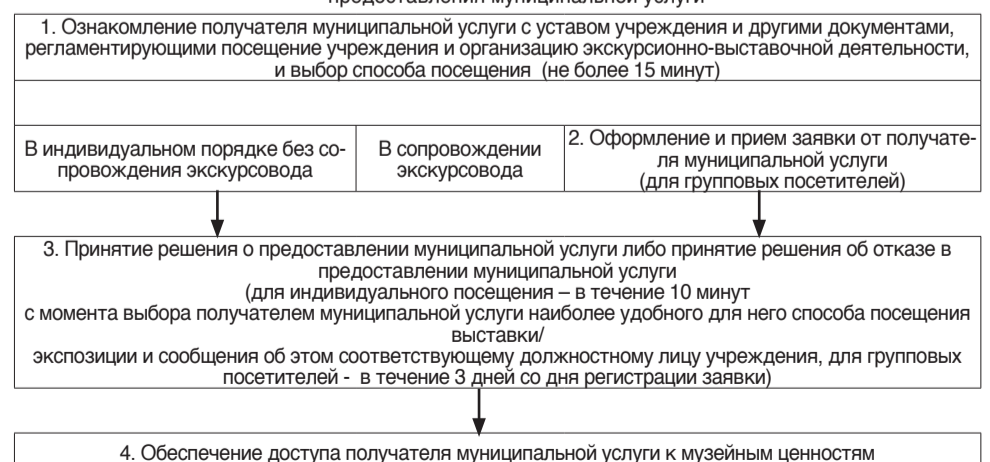 предоставления муниципальной услуги
1. Ознакомление получателя муниципальной услуги с уставом учреждения и другими документами,
регламентирующими посещение учреждения и организацию экскурсионно-выставочной деятельности,
и выбор способа посещения (не более 15 минут)
В индивидуальном порядке без со-
провождения экскурсовода
В сопровождении
экскурсовода
2. Оформление и прием заявки от получате-
ля муниципальной услуги
(для групповых посетителей)
3. Принятие решения о предоставлении муниципальной услуги либо принятие решения об отказе в
предоставлении муниципальной услуги
(для индивидуального посещения – в течение 10 минут
с момента выбора получателем муниципальной услуги наиболее удобного для него способа посещения
выставки/
экспозиции и сообщения об этом соответствующему должностному лицу учреждения, для групповых
посетителей - в течение 3 дней со дня регистрации заявки)
4. Обеспечение доступа получателя муниципальной услуги к музейным ценностям